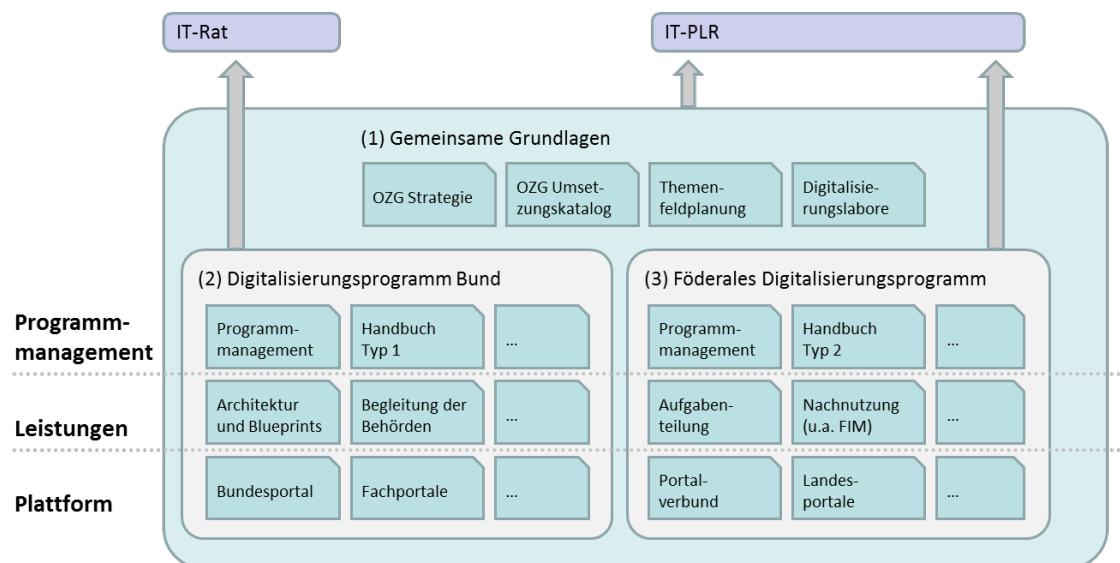 IT-Rat
IT-PLR
(1) Gemeinsame Grundlagen
OZG Strategie
OZG Umset-
zungskatalog
Themen-
feldplanung
Digitalisie-
rungslabore
(2) Digitalisierungsprogramm Bund
(3) Föderales Digitalisierungsprogramm
Programm-
management
Programm-
management
Handbuch
Typ 1
...
Programm-
management
Handbuch
Typ 2
...
Leistungen
Architektur
und Blueprints
Begleitung der
Behörden
...
Aufgaben-
teilung
Nachnutzung
(u.a. FIM)
...
Plattform
Bundesportal
Fachportale
...
Portal-
verbund
Landes-
portale
...